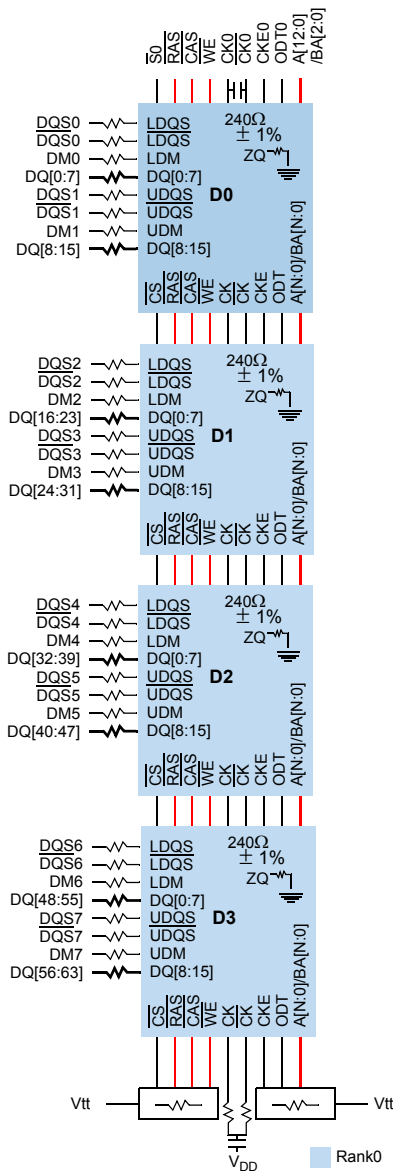 S0 RAS CAS WE CK0 CK0 CKE0 ODT0 A[12:0]
/BA[2:0]
DQS0 LDQS 240Ω
DQS0 LDQS ± 1%
DM0 LDM ZQ
DQ[0:7] DQ[0:7]
DQS1 UDQS D0
DQS1 UDQS
DM1 UDM
DQ[8:15] DQ[8:15]
CS RAS CAS WE CK CK CKE ODT A[N:0]/BA[N:0]
DQS2 LDQS 240Ω
DQS2 LDQS ± 1%
DM2 LDM ZQ
DQ[16:23] DQ[0:7]
DQS3 UDQS D1
DQS3 UDQS
DM3 UDM
DQ[24:31] DQ[8:15]
CS RAS CAS WE CK CK CKE ODT A[N:0]/BA[N:0]
DQS4 LDQS 240Ω
DQS4 LDQS ± 1%
DM4 LDM ZQ
DQ[32:39] DQ[0:7]
DQS5 UDQS D2
DQS5 UDQS
DM5 UDM
DQ[40:47] DQ[8:15]
CS RAS CAS WE CK CK CKE ODT A[N:0]/BA[N:0]
DQS6 LDQS 240Ω
DQS6 LDQS ± 1%
DM6 LDM ZQ
DQ[48:55] DQ[0:7]
DQS7 UDQS D3
DQS7 UDQS
DM7 UDM
DQ[56:63] DQ[8:15]
CS RAS CAS WE CK CK CKE ODT A[N:0]/BA[N:0]
Vtt Vtt
VDD Rank0